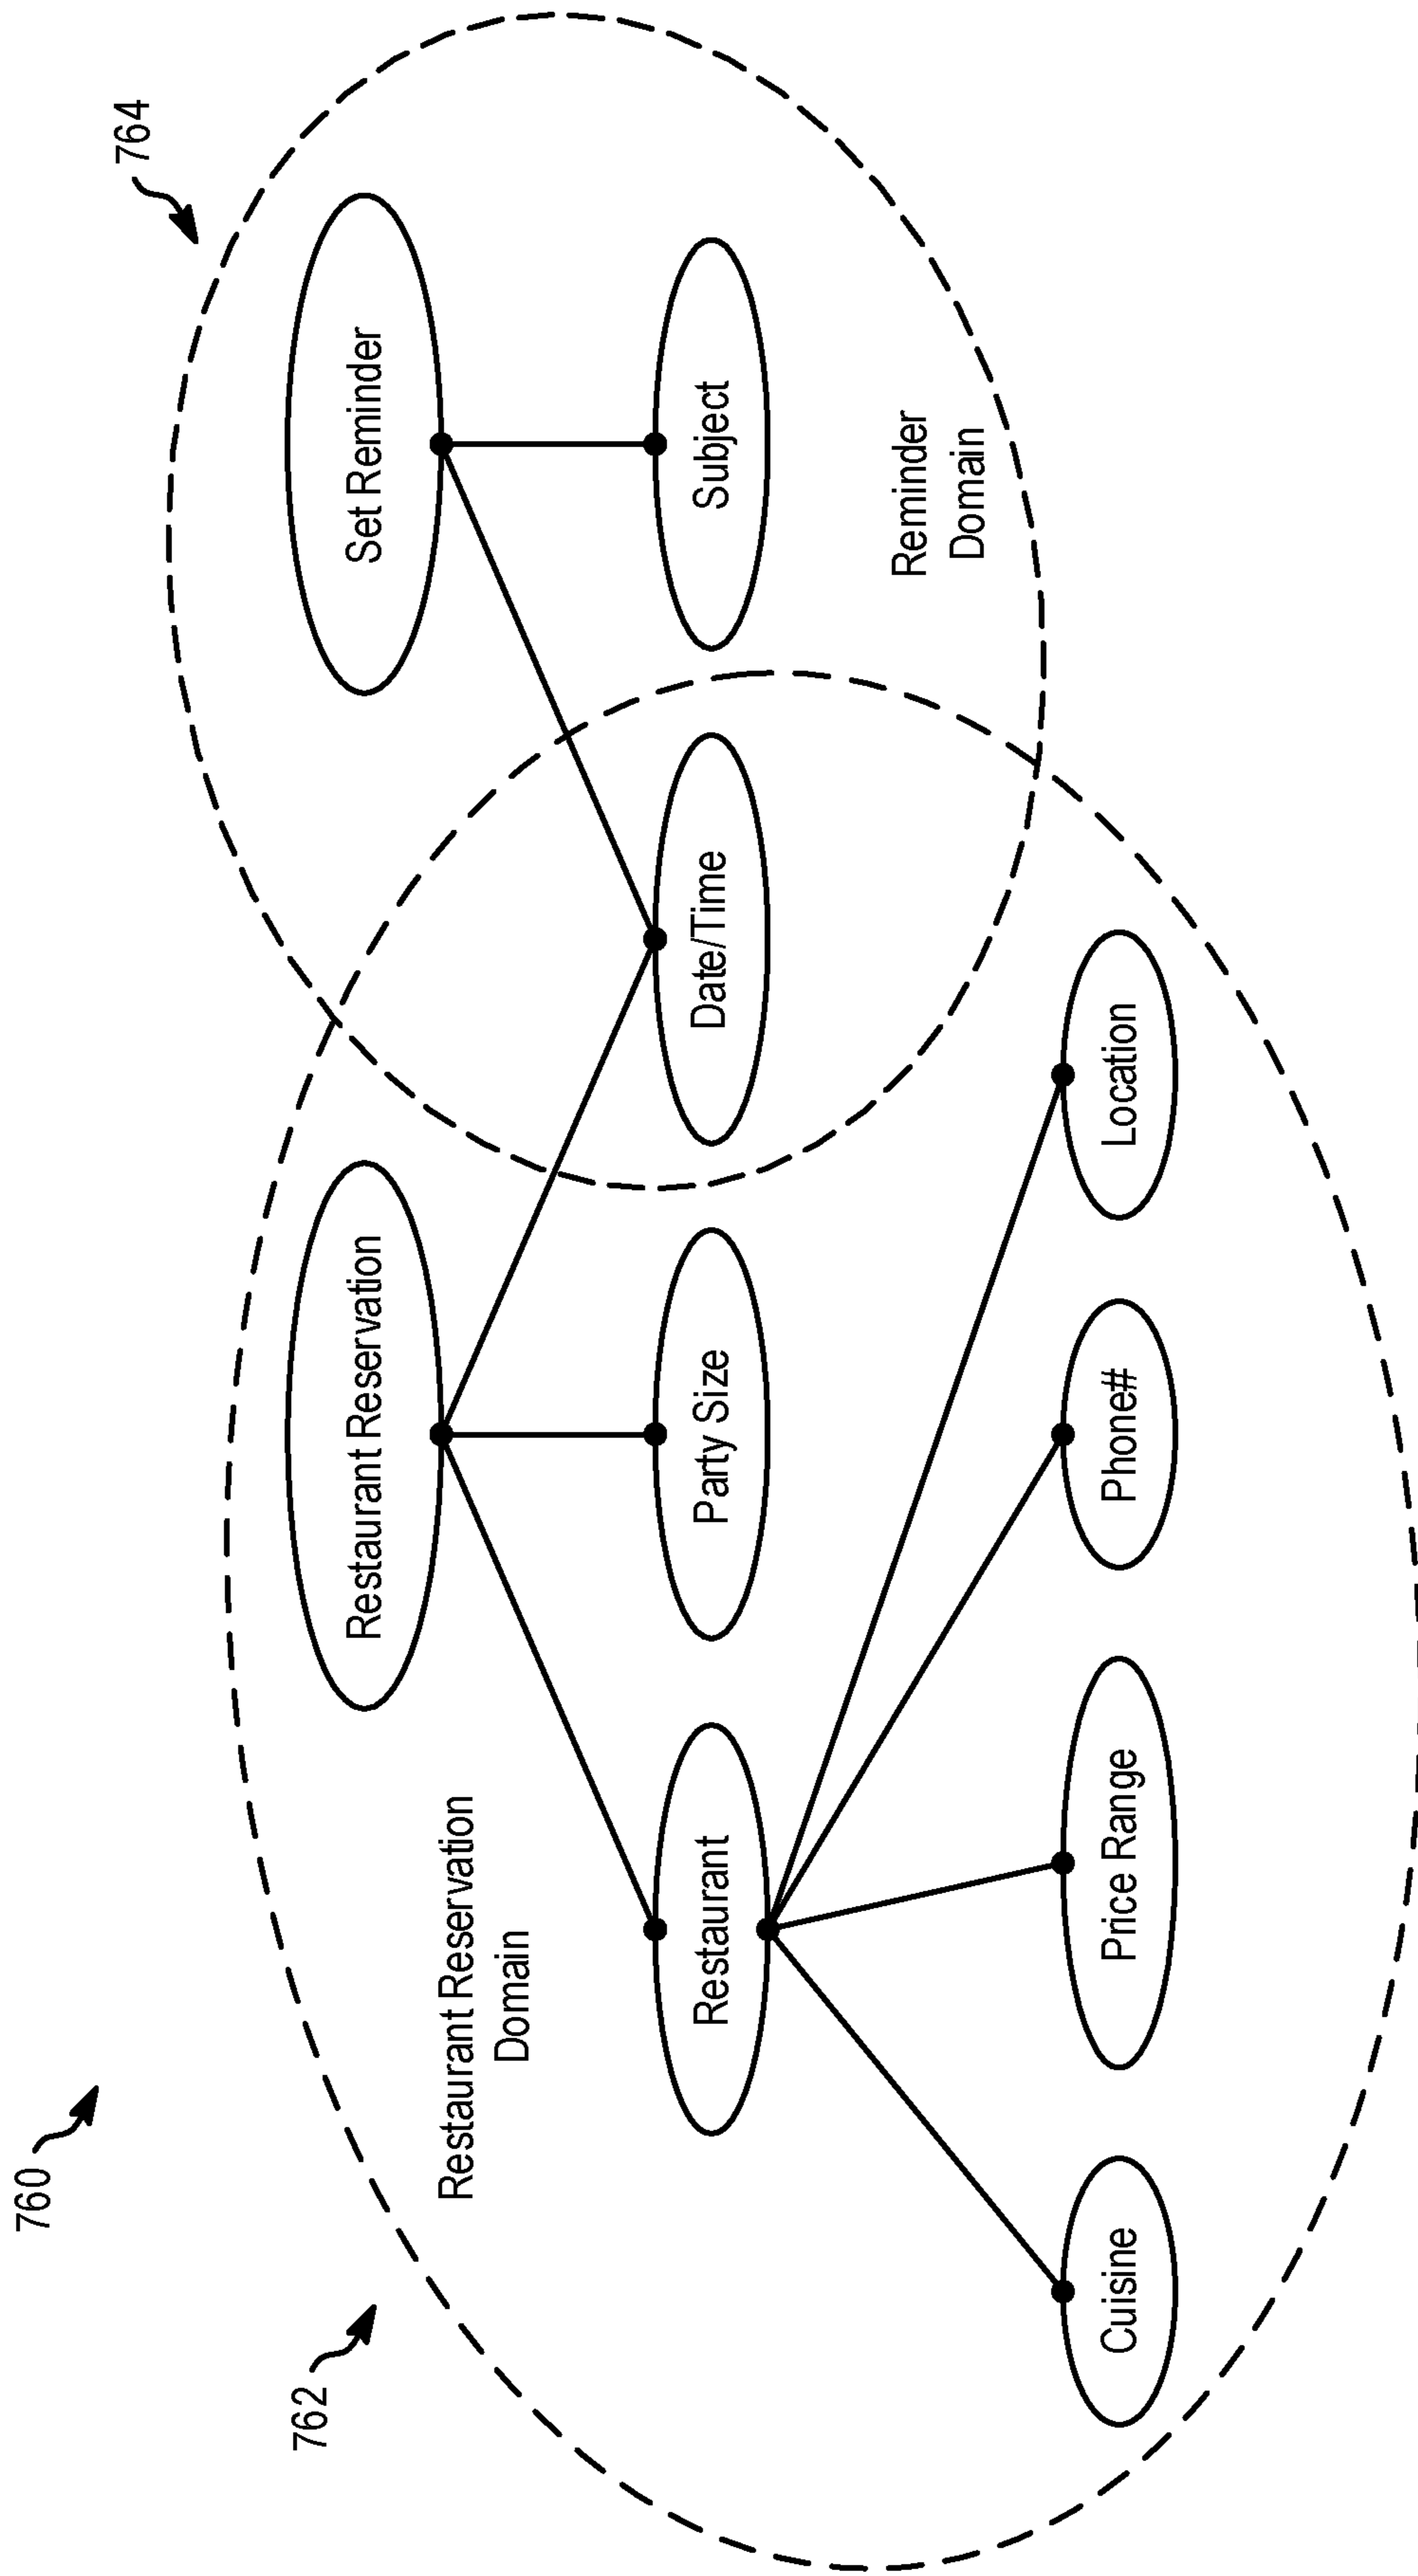 760
762
764
Restaurant Reservation
Set Reminder
Restaurant Reservation
Domain
Restaurant
Party Size
Date/Time
Subject
Reminder
Domain
Cuisine
Price Range
Phone#
Location